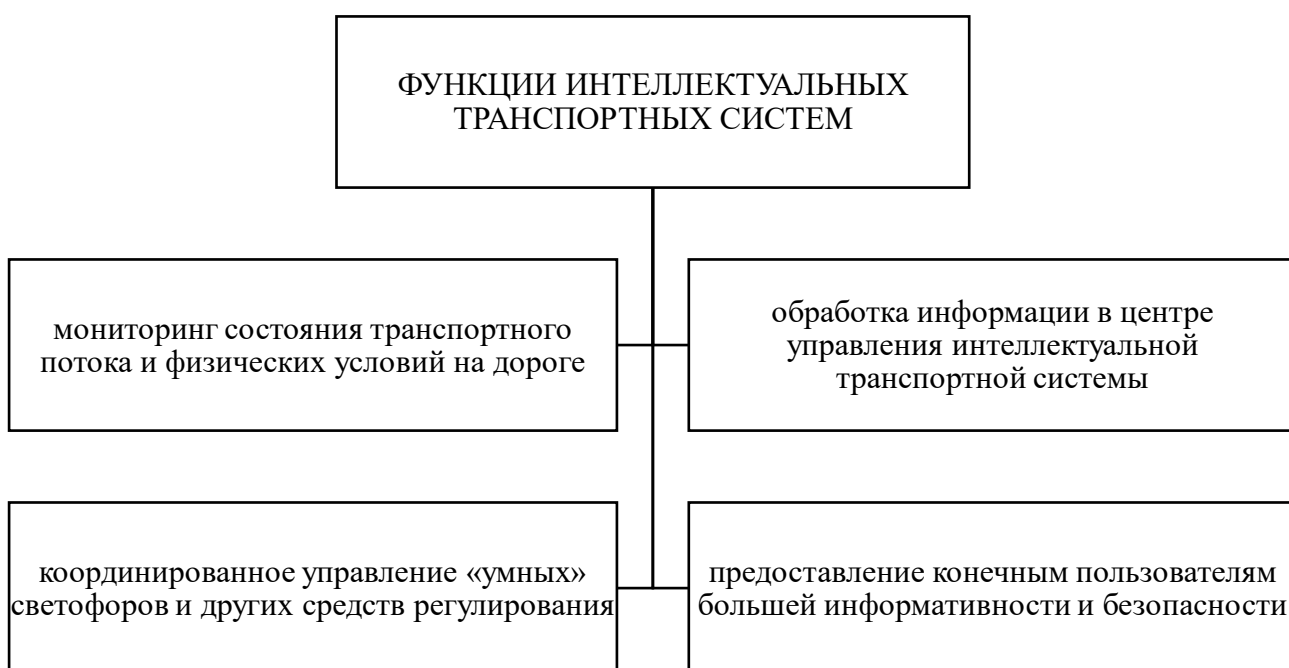 ФУНКЦИИ ИНТЕЛЛЕКТУАЛЬНЫХ
ТРАНСПОРТНЫХ СИСТЕМ
мониторинг состояния транспортного
потока и физических условий на дороге
обработка информации в центре
управления интеллектуальной
транспортной системы
координированное управление «умных»
светофоров и других средств регулирования
предоставление конечным пользователям
большей информативности и безопасности